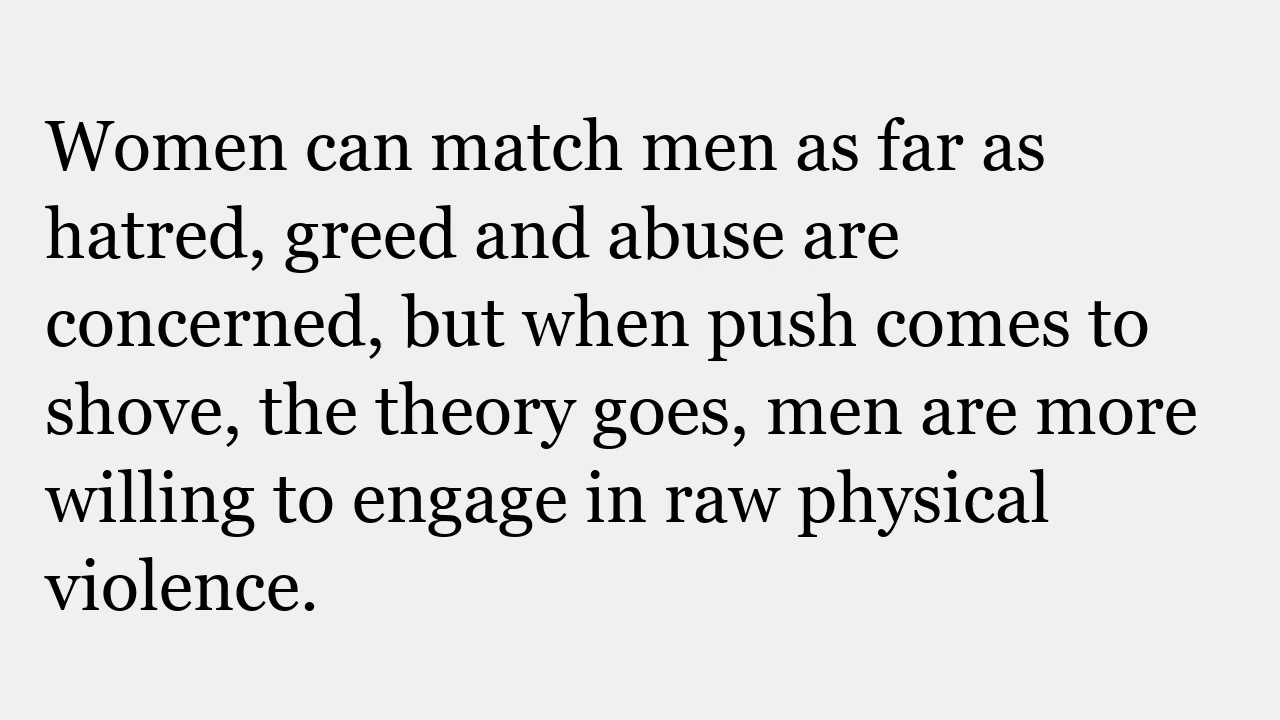 Women can match men as far as
hatred, greed and abuse are
concerned, but when push comes to
shove, the theory goes, men are more
willing to engage in raw physical
violence.